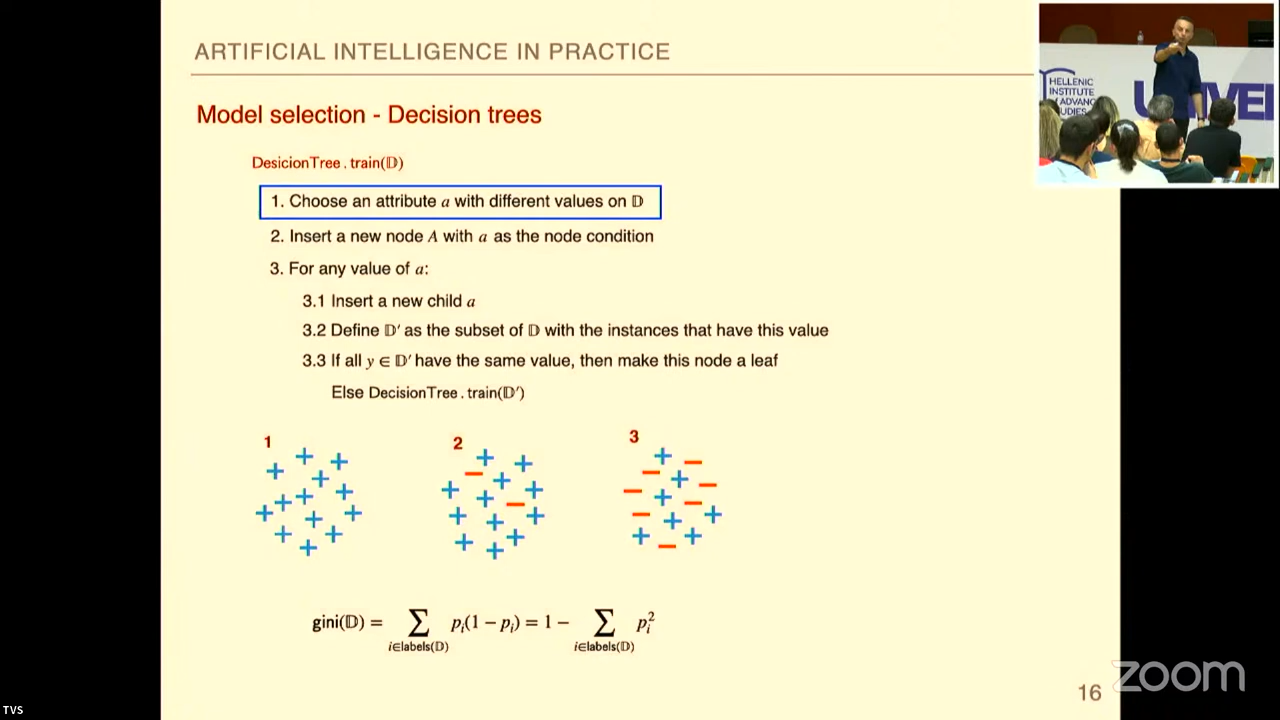 ARTIFICIAL INTELLIGENCE IN PRACTICE
Model selection - Decision trees
DesicionTree . train(𝔻)
1. Choose an attribute a with different values on 𝔻
2. Insert a new node A with a as the node condition
3. For any value of a:
3.1 Insert a new child a
3.2 Define 𝔻′ as the subset of 𝔻 with the instances that have this value
3.3 If all y ∈ 𝔻′ have the same value, then make this node a leaf
Else DecisionTree . train(𝔻′)
1
2
3
gini(𝔻) = ∑ i∈labels(𝔻) pᵢ(1 − pᵢ) = 1 − ∑ i∈labels(𝔻) pᵢ²
16
zoom
TVS
HELLENIC
INSTITUTE